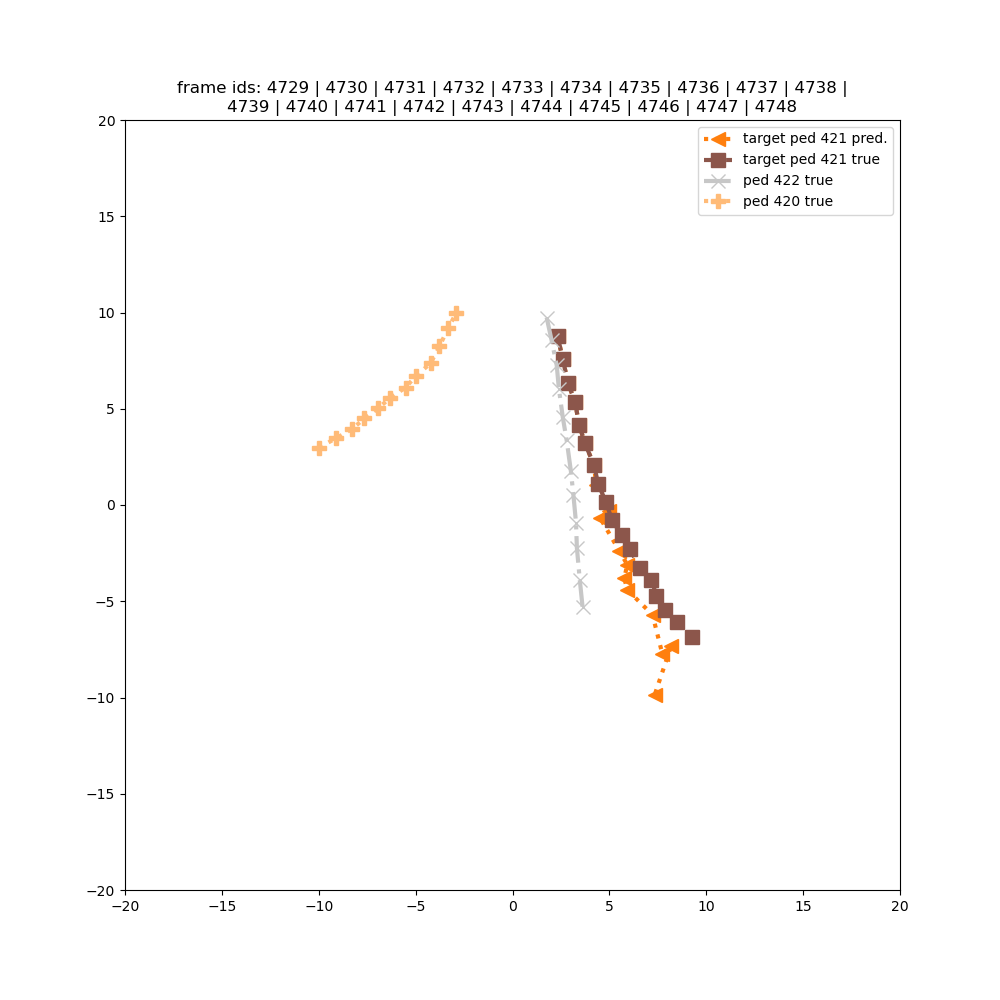 frame ids: 4729 | 4730 | 4731 | 4732 | 4733 | 4734 | 4735 | 4736 | 4737 | 4738 |
4739 | 4740 | 4741 | 4742 | 4743 | 4744 | 4745 | 4746 | 4747 | 4748
target ped 421 pred.
target ped 421 true
ped 422 true
ped 420 true
20
15
10
5
0
−5
−10
−15
−20
−20 −15 −10 −5 0 5 10 15 20